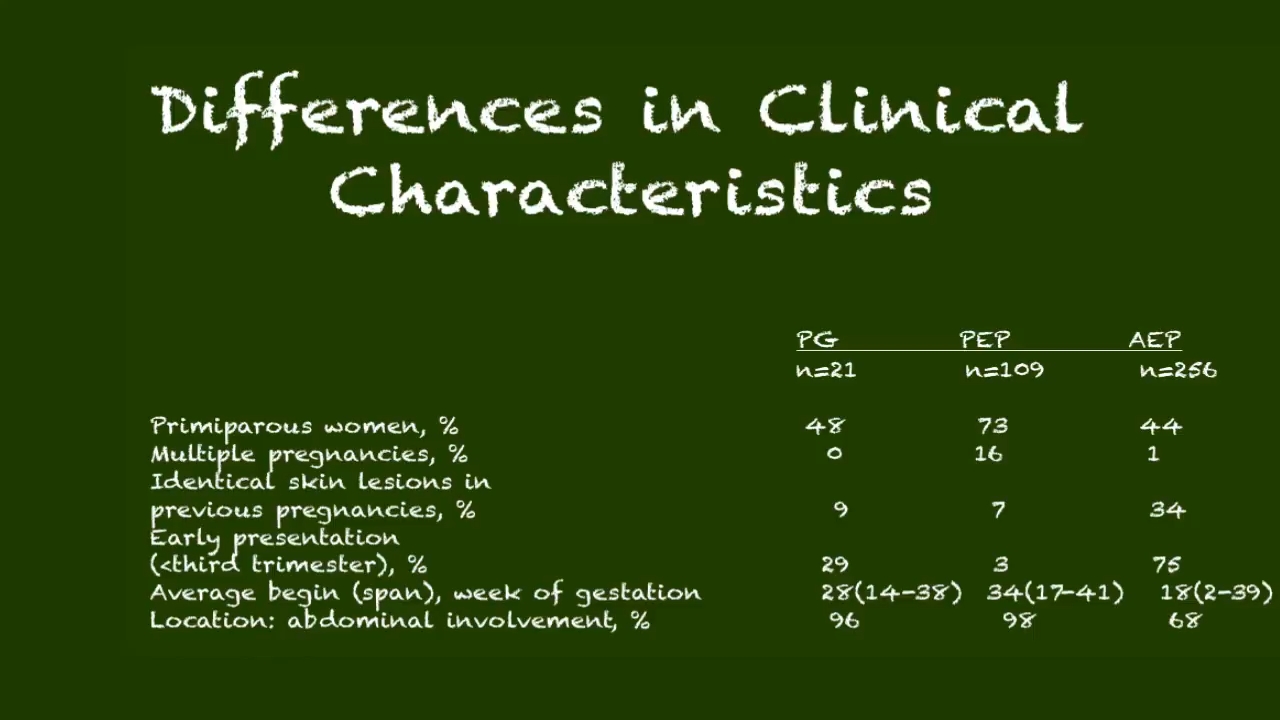 Differences in Clinical
Characteristics
PG PEP AEP
n=21 n=109 n=256
Primiparous women, % 48 73 44
Multiple pregnancies, % 0 16 1
Identical skin lesions in
previous pregnancies, % 9 7 34
Early presentation
(<third trimester), % 29 3 75
Average begin (span), week of gestation 28(14-38) 34(17-41) 18(2-39)
Location: abdominal involvement, % 96 98 68